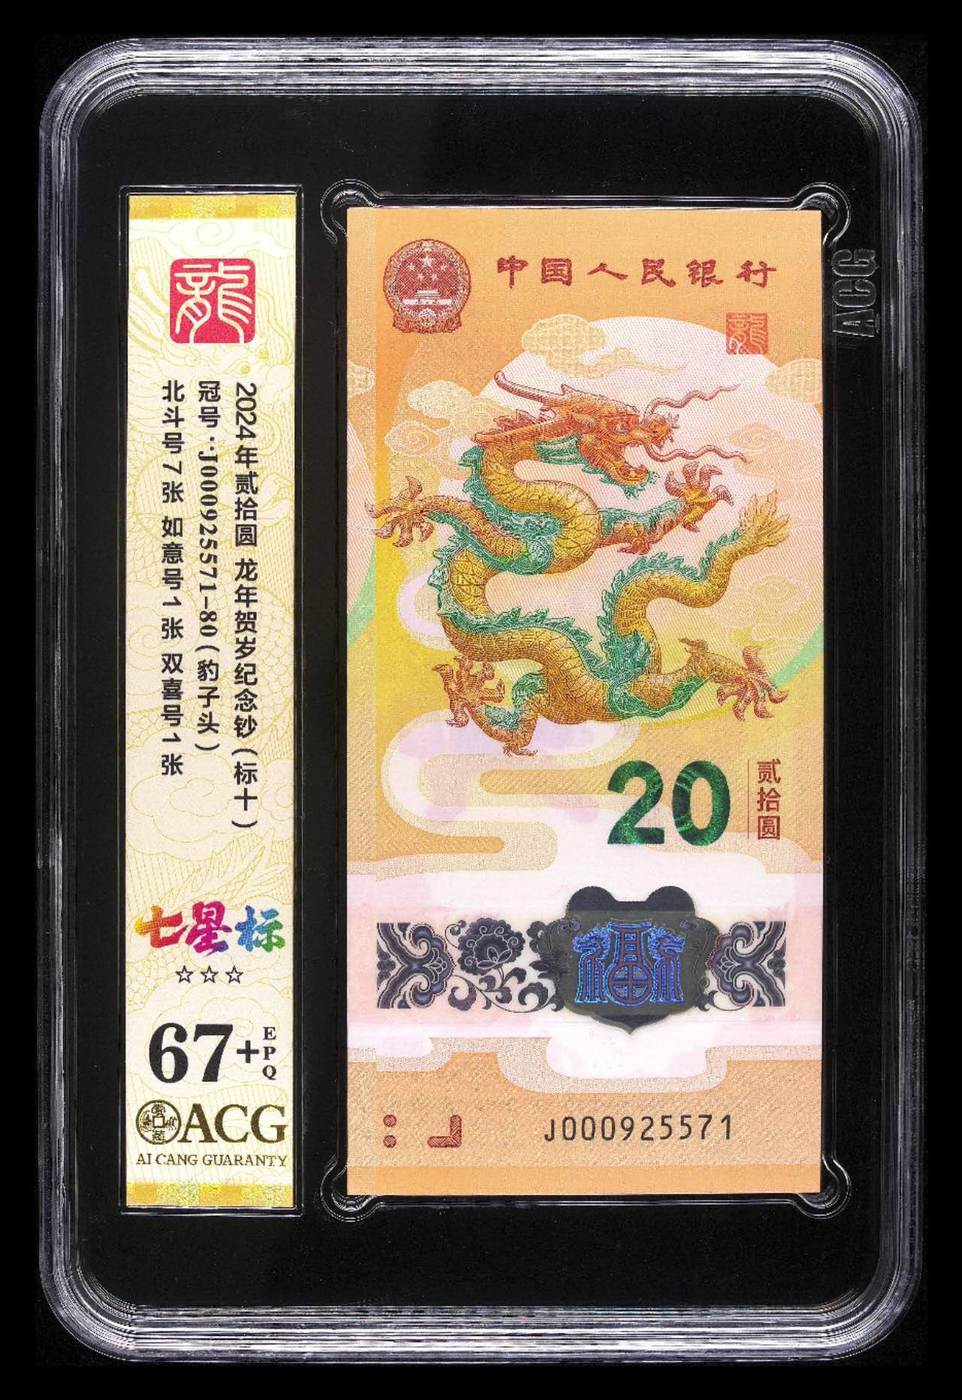 龍
2024年贰拾圆 龙年贺岁纪念钞(标十)
冠号:J000925571-80(豹子头)
北斗号7张 如意号1张 双喜号1张
七星标
☆☆☆
67+EPQ
ACG
AI CANG GUARANTY
中国人民银行
龍
20
贰拾圆
福
J000925571
ACG